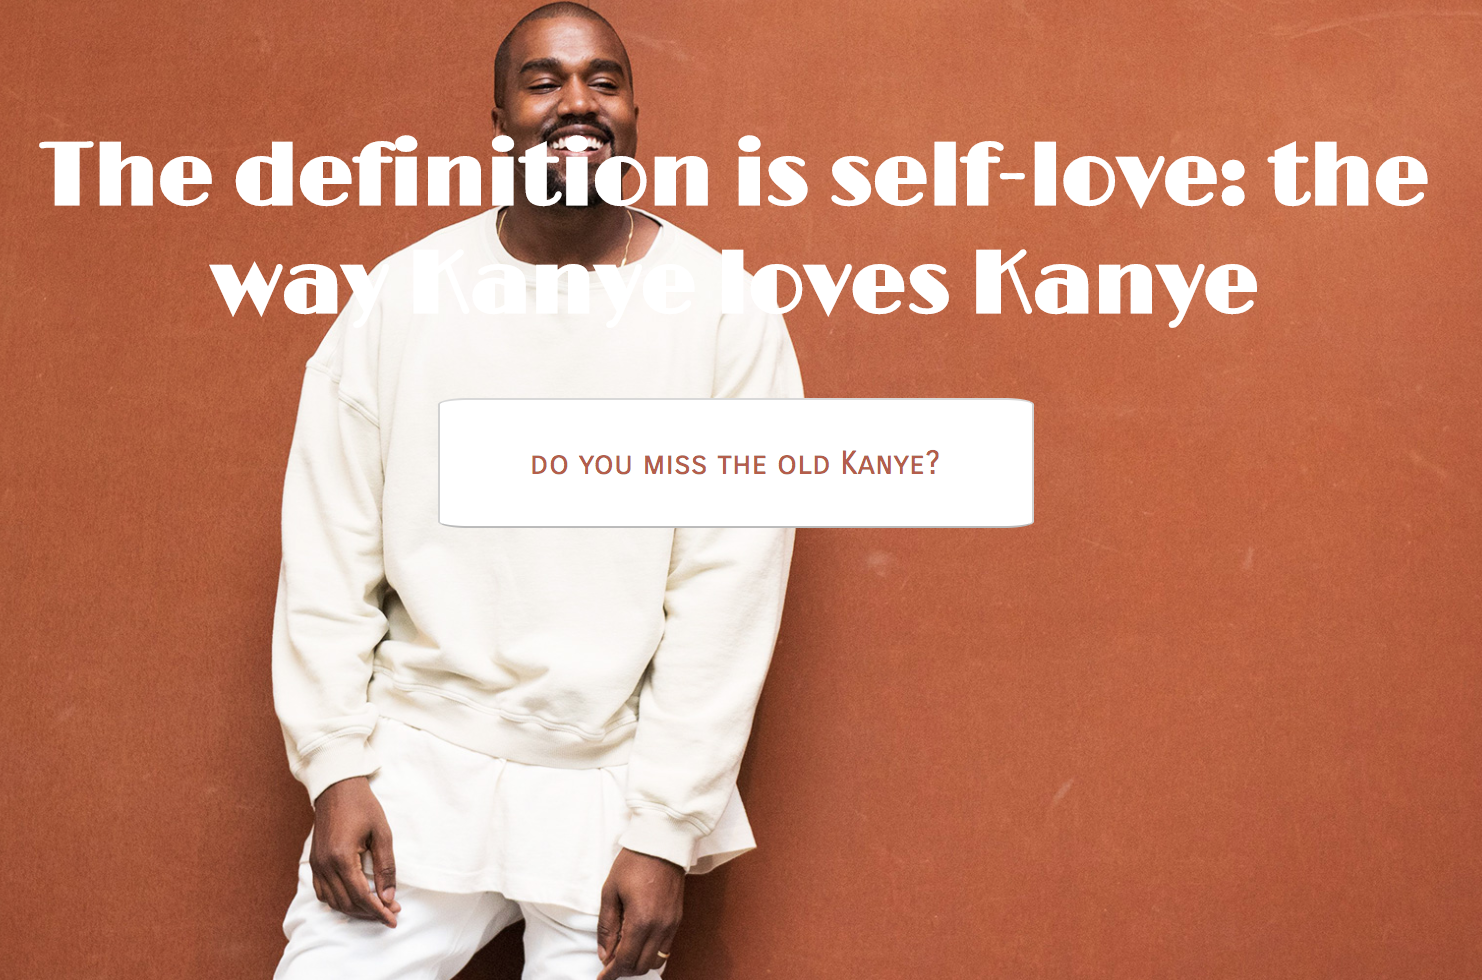 The definition is self-love: the
way Kanye loves Kanye
do you miss the old Kanye?